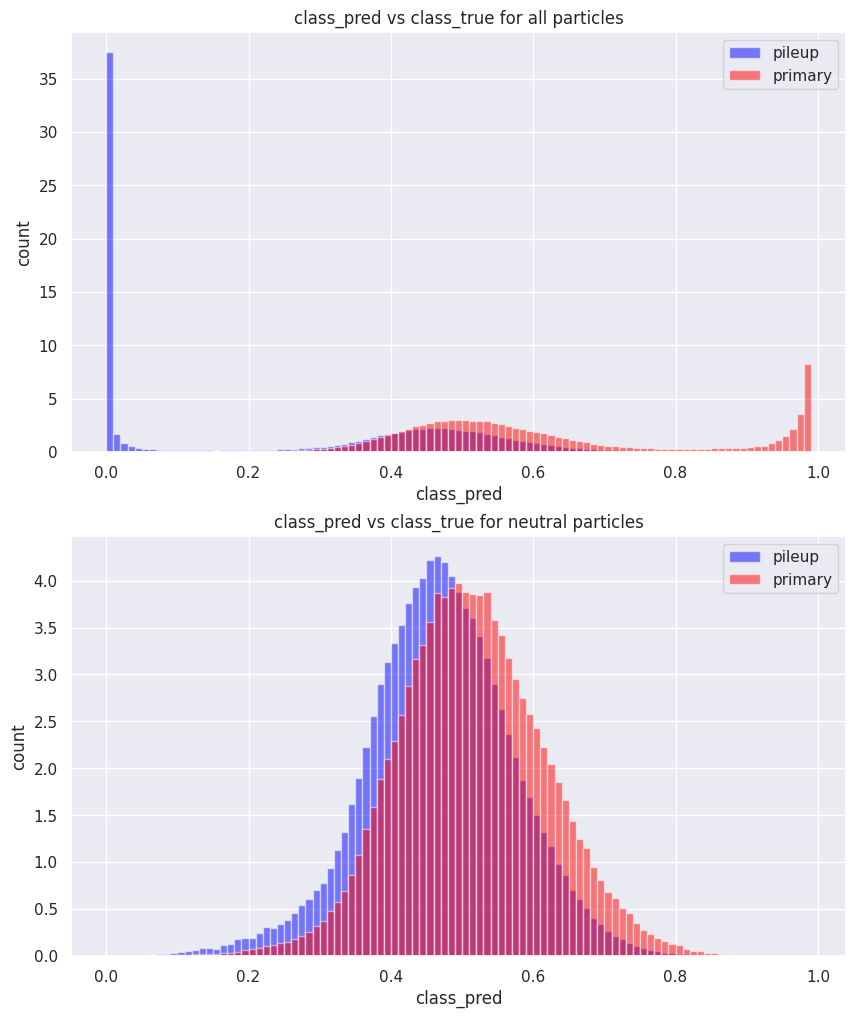 class_pred vs class_true for all particles
pileup
primary
35
30
25
20
15
10
5
0
count
0.0 0.2 0.4 0.6 0.8 1.0
class_pred
class_pred vs class_true for neutral particles
pileup
primary
4.0
3.5
3.0
2.5
2.0
1.5
1.0
0.5
0.0
count
0.0 0.2 0.4 0.6 0.8 1.0
class_pred